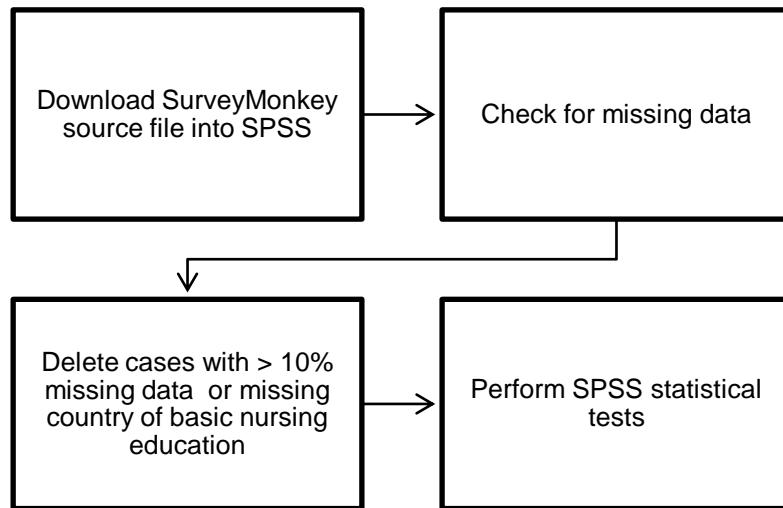 Download SurveyMonkey
source file into SPSS
Check for missing data
Delete cases with > 10%
missing data or missing
country of basic nursing
education
Perform SPSS statistical
tests